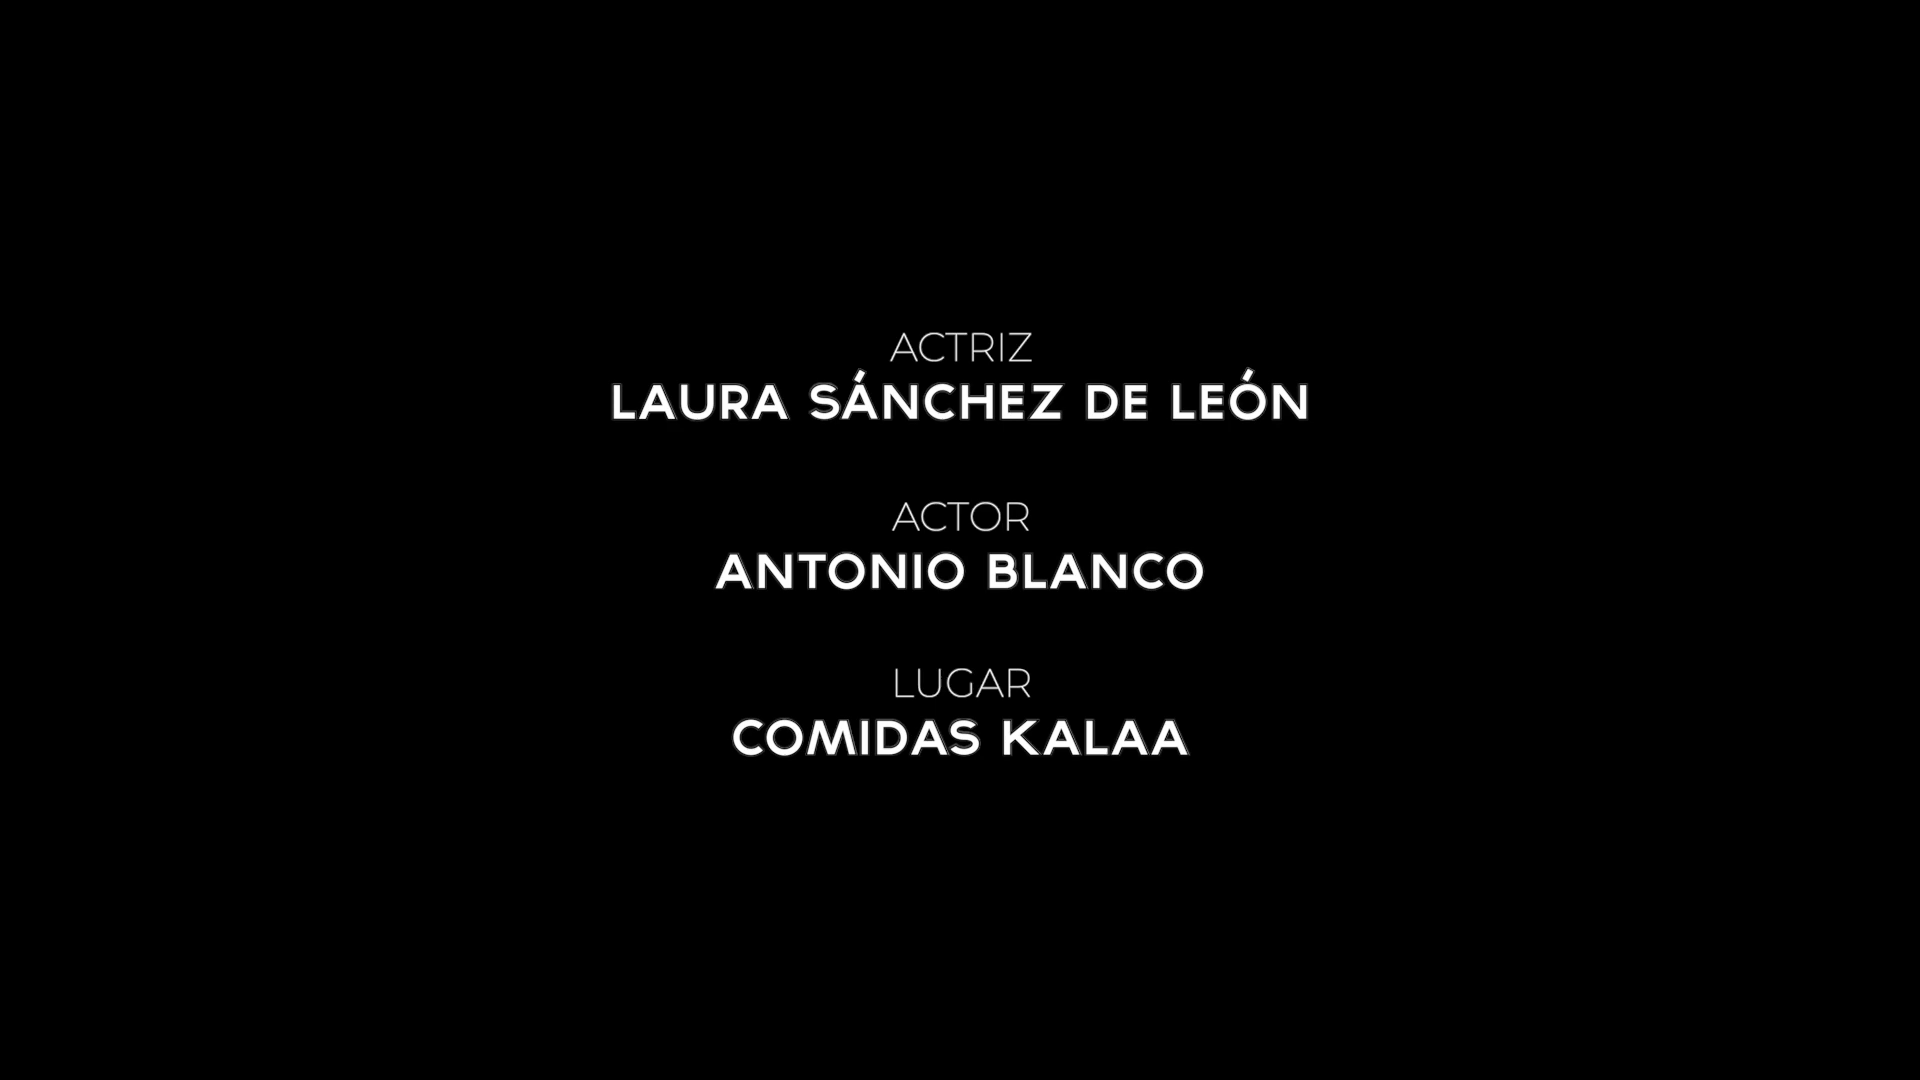 ACTRIZ
LAURA SÁNCHEZ DE LEÓN
ACTOR
ANTONIO BLANCO
LUGAR
COMIDAS KALAA